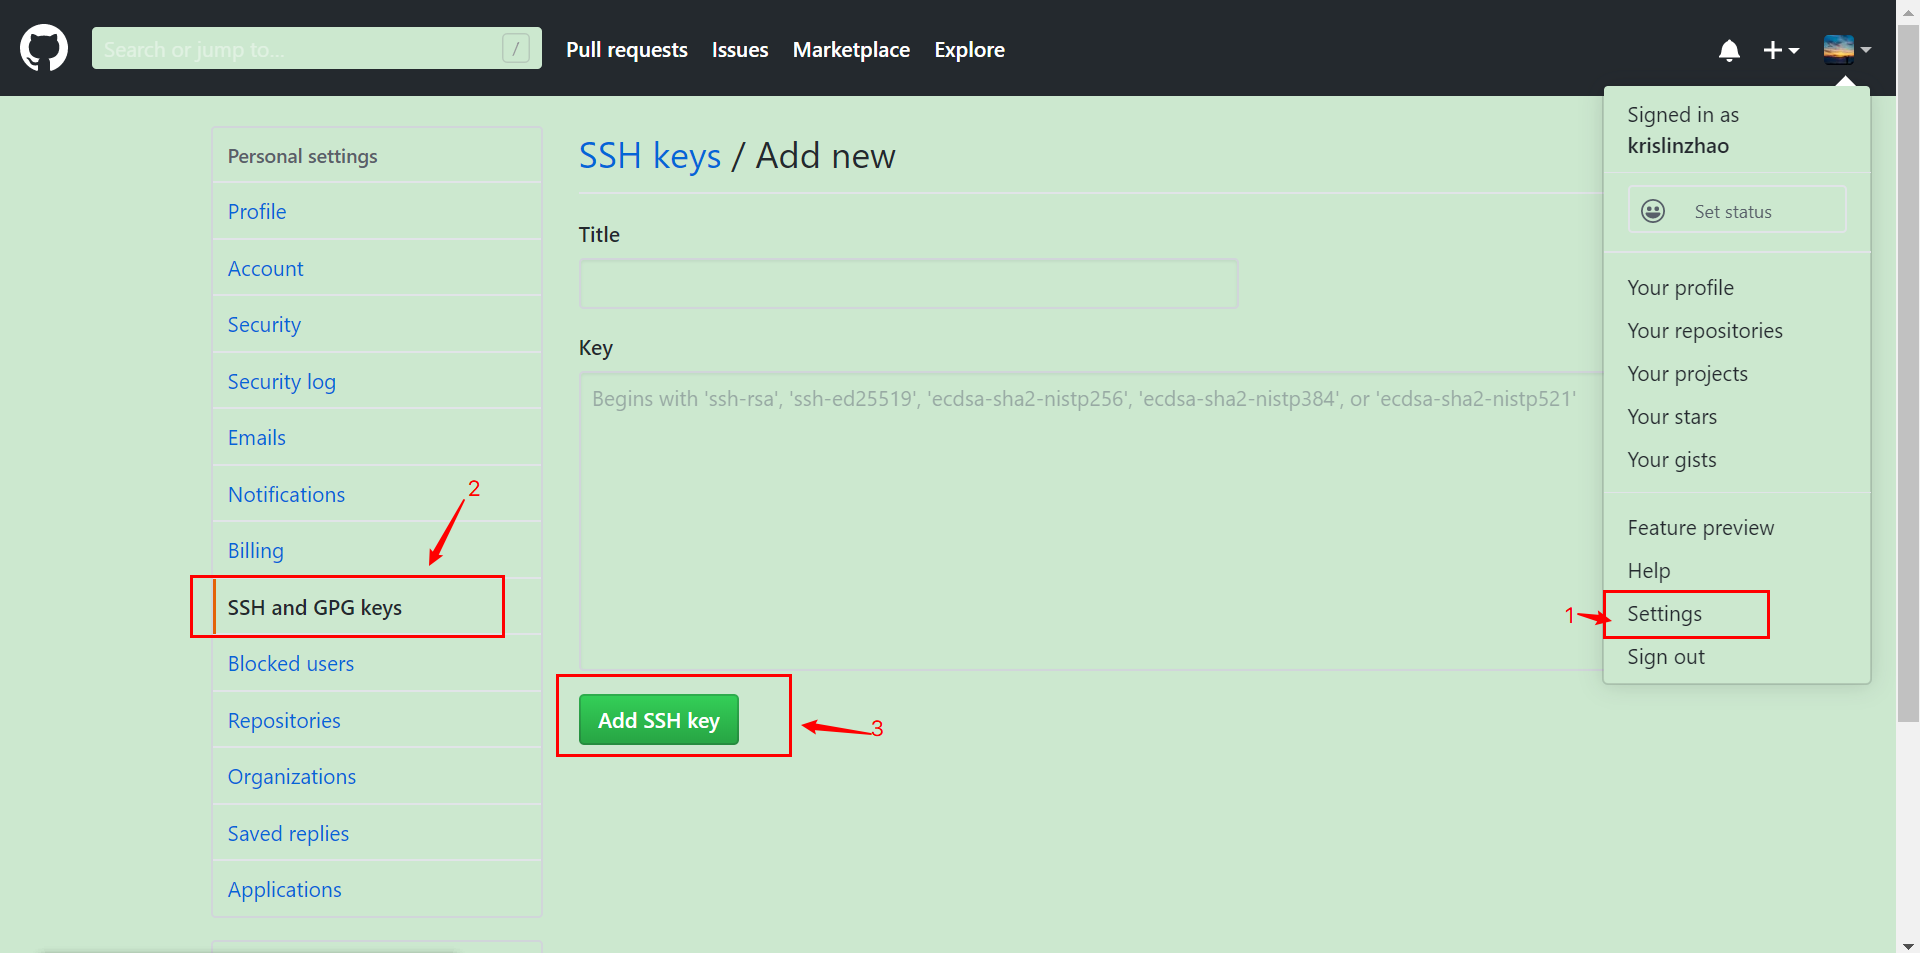 Search or jump to...
/
Pull requests
Issues
Marketplace
Explore
Signed in as
krislinzhao
Set status
Your profile
Your repositories
Your projects
Your stars
Your gists
Feature preview
Help
1
Settings
Sign out
Personal settings
Profile
Account
Security
Security log
Emails
Notifications
2
Billing
SSH and GPG keys
Blocked users
Repositories
Organizations
Saved replies
Applications
SSH keys / Add new
Title
Key
Begins with 'ssh-rsa', 'ssh-ed25519', 'ecdsa-sha2-nistp256', 'ecdsa-sha2-nistp384', or 'ecdsa-sha2-nistp521'
Add SSH key
3